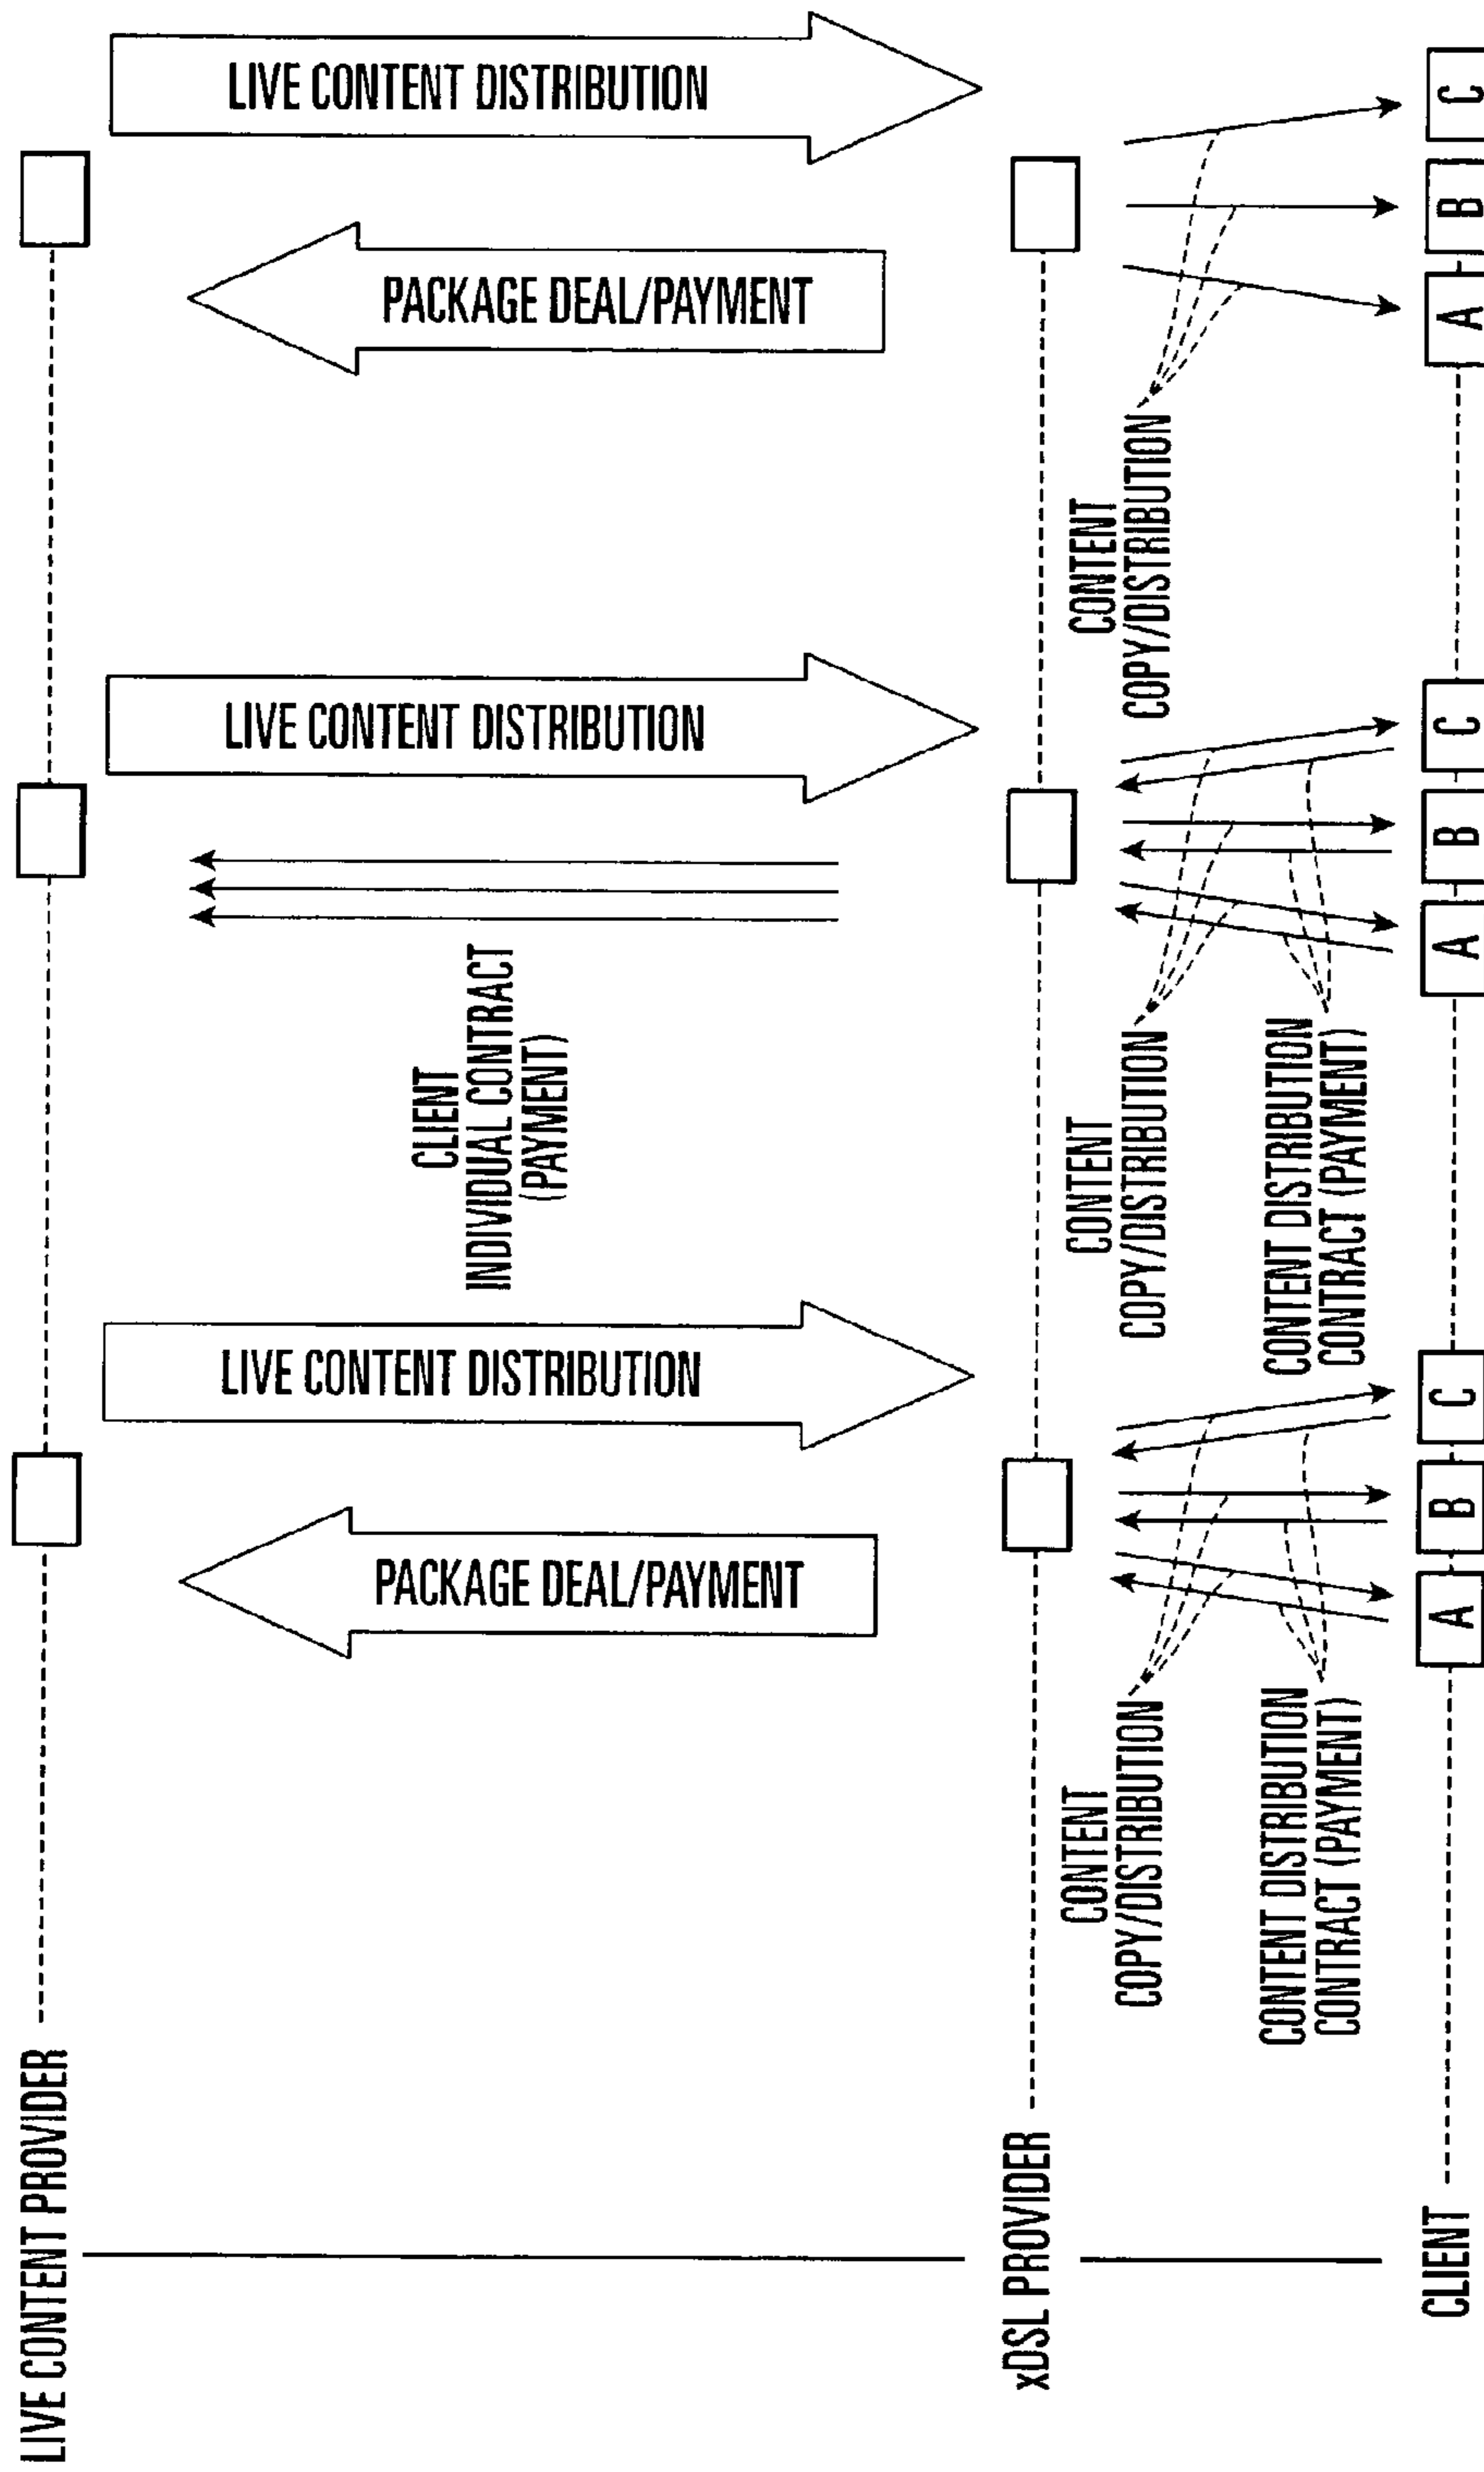 LIVE CONTENT PROVIDER
xDSL PROVIDER
CLIENT
PACKAGE DEAL/PAYMENT
LIVE CONTENT DISTRIBUTION
CONTENT
COPY/DISTRIBUTION
CONTENT DISTRIBUTION
CONTRACT (PAYMENT)
A
B
C
CLIENT
INDIVIDUAL CONTRACT
(PAYMENT)
LIVE CONTENT DISTRIBUTION
CONTENT
COPY/DISTRIBUTION
CONTENT DISTRIBUTION
CONTRACT (PAYMENT)
A
B
C
PACKAGE DEAL/PAYMENT
LIVE CONTENT DISTRIBUTION
CONTENT
COPY/DISTRIBUTION
A
B
C